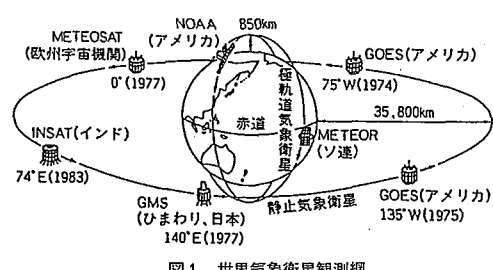 NOAA
(アメリカ)
850km
METEOSAT
(欧州宇宙機関)
0°(1977)
GOES(アメリカ)
75°W(1974)
極軌道気象衛星
赤道
35,800km
INSAT(インド)
74°E(1983)
METEOR
(ソ連)
GMS
(ひまわり、日本)
140°E(1977)
静止気象衛星
GOES(アメリカ)
135°W(1975)
図1 世界気象衛星観測網